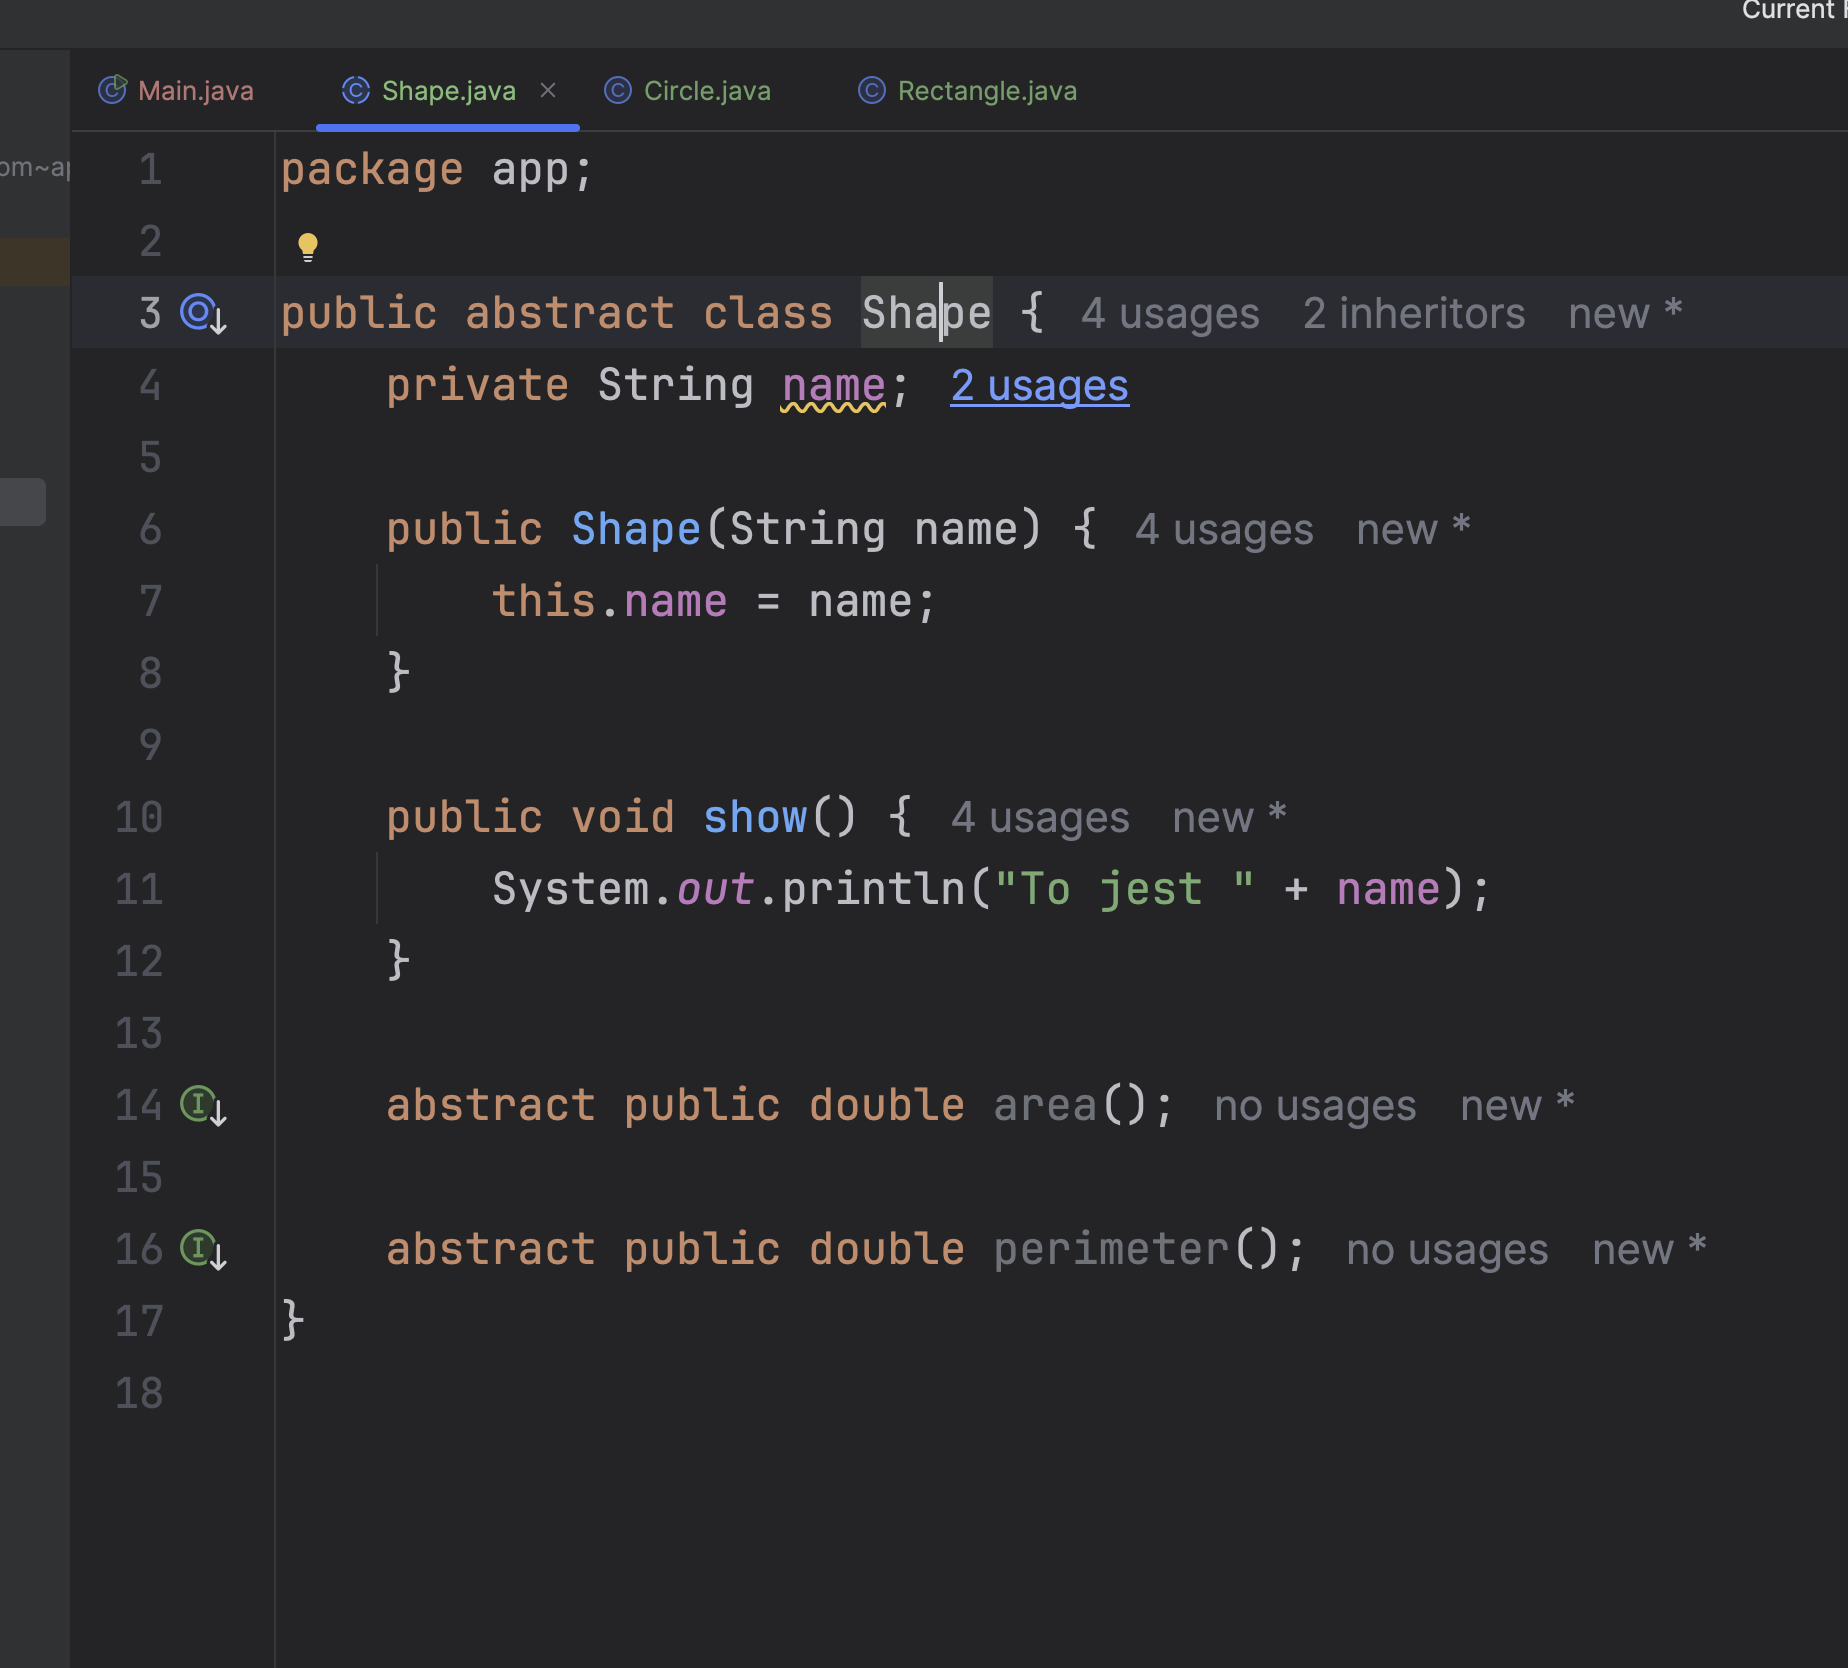 Current
Main.java Shape.java Circle.java Rectangle.java
1 package app;
2
3 public abstract class Shape { 4 usages 2 inheritors new *
4 private String name; 2 usages
5
6 public Shape(String name) { 4 usages new *
7 this.name = name;
8 }
9
10 public void show() { 4 usages new *
11 System.out.println("To jest " + name);
12 }
13
14 abstract public double area(); no usages new *
15
16 abstract public double perimeter(); no usages new *
17 }
18